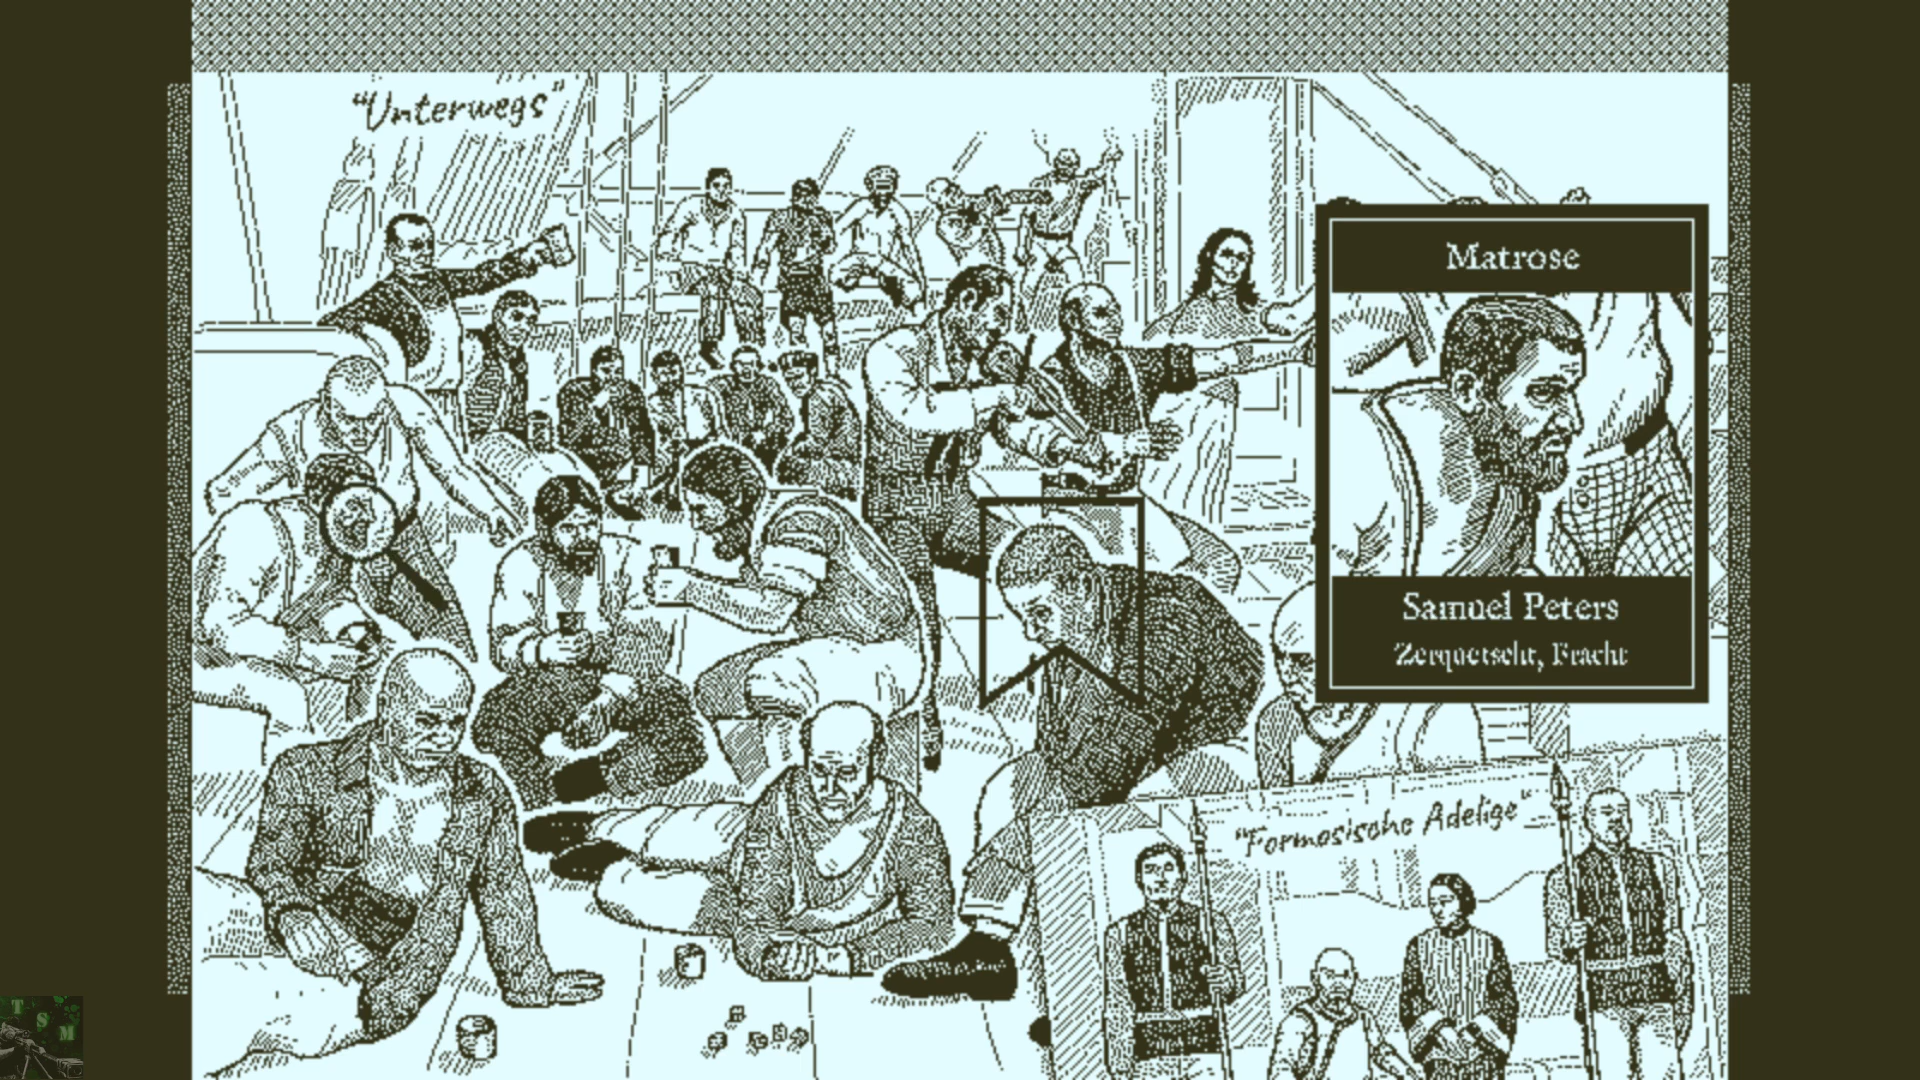 "Unterwegs"
Matrose
Samuel Peters
Zerquetscht, Fracht
"Formosische Adelige"
T
S
M